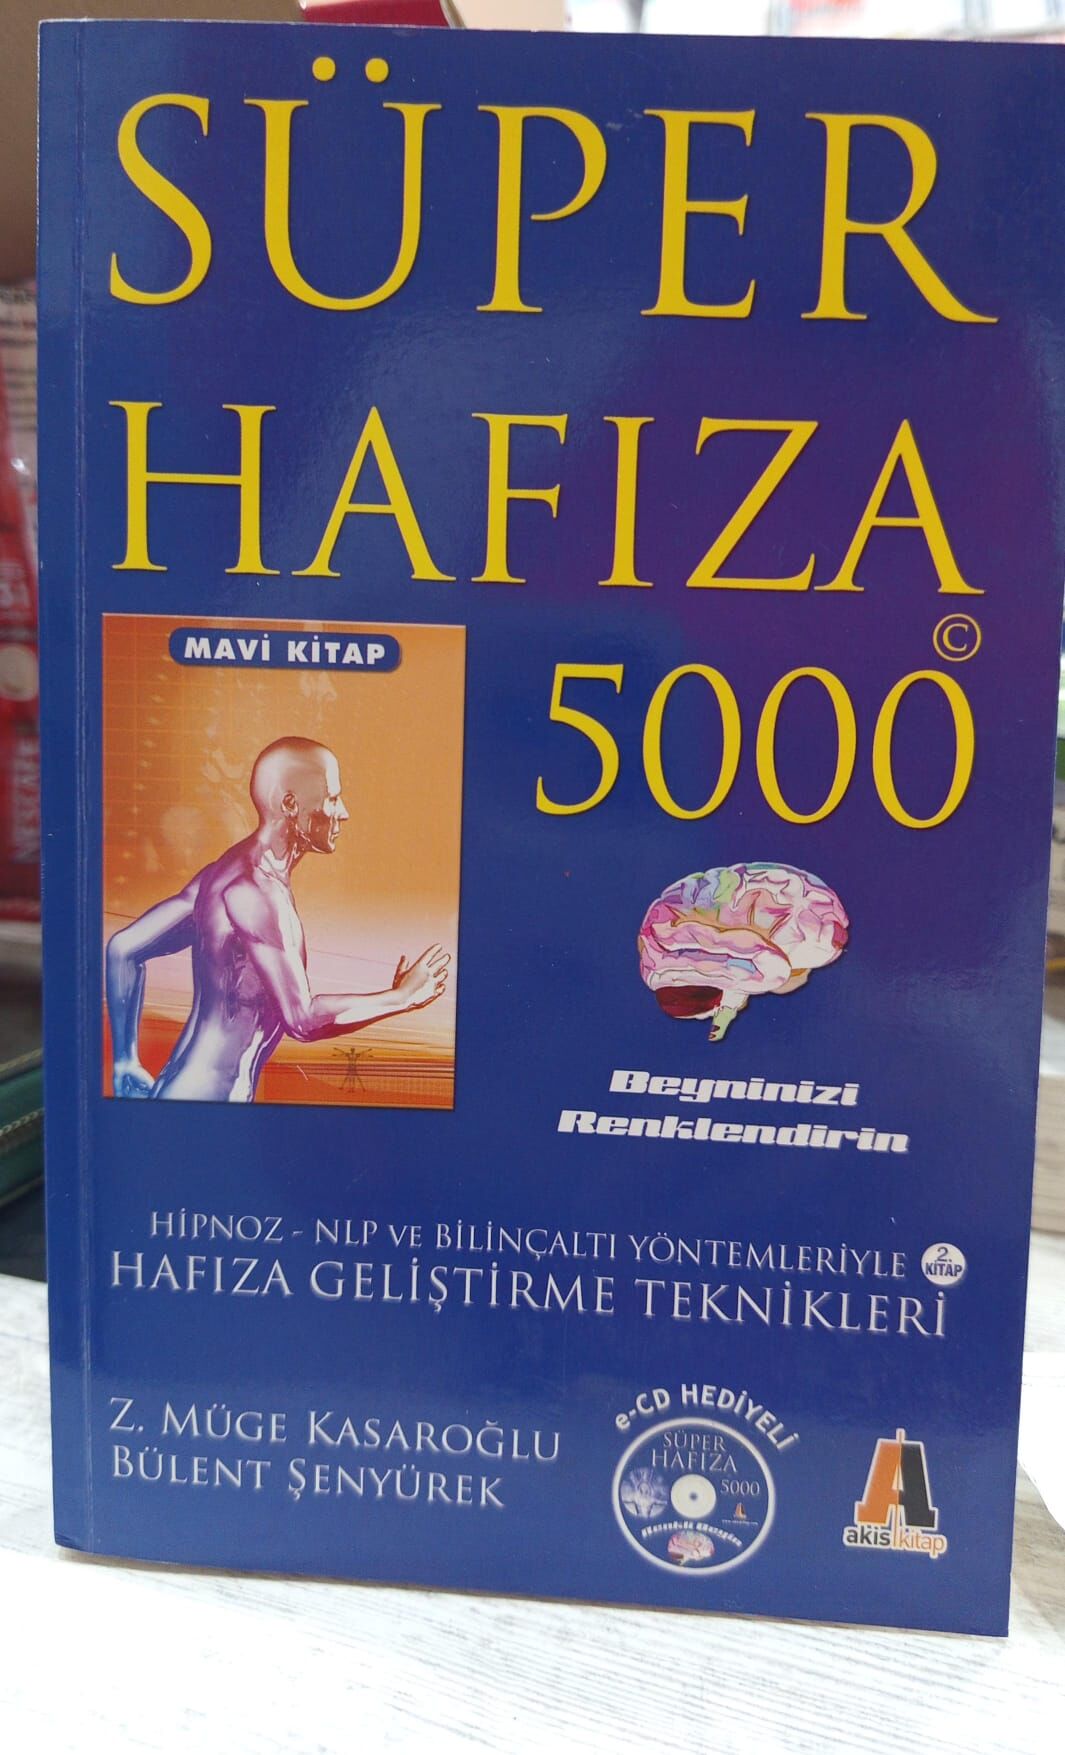 SÜPER
HAFIZA
©
5000
MAVİ KİTAP
Beyninizi
Renklendirin
HİPNOZ - NLP VE BİLİNÇALTI YÖNTEMLERİYLE
HAFIZA GELİŞTİRME TEKNİKLERİ
2.
KİTAP
Z. MÜGE KASAROĞLU
BÜLENT ŞENYÜREK
e-CD HEDİYELİ
SÜPER
HAFIZA
5000
Renkli Beyin
A
akis kitap